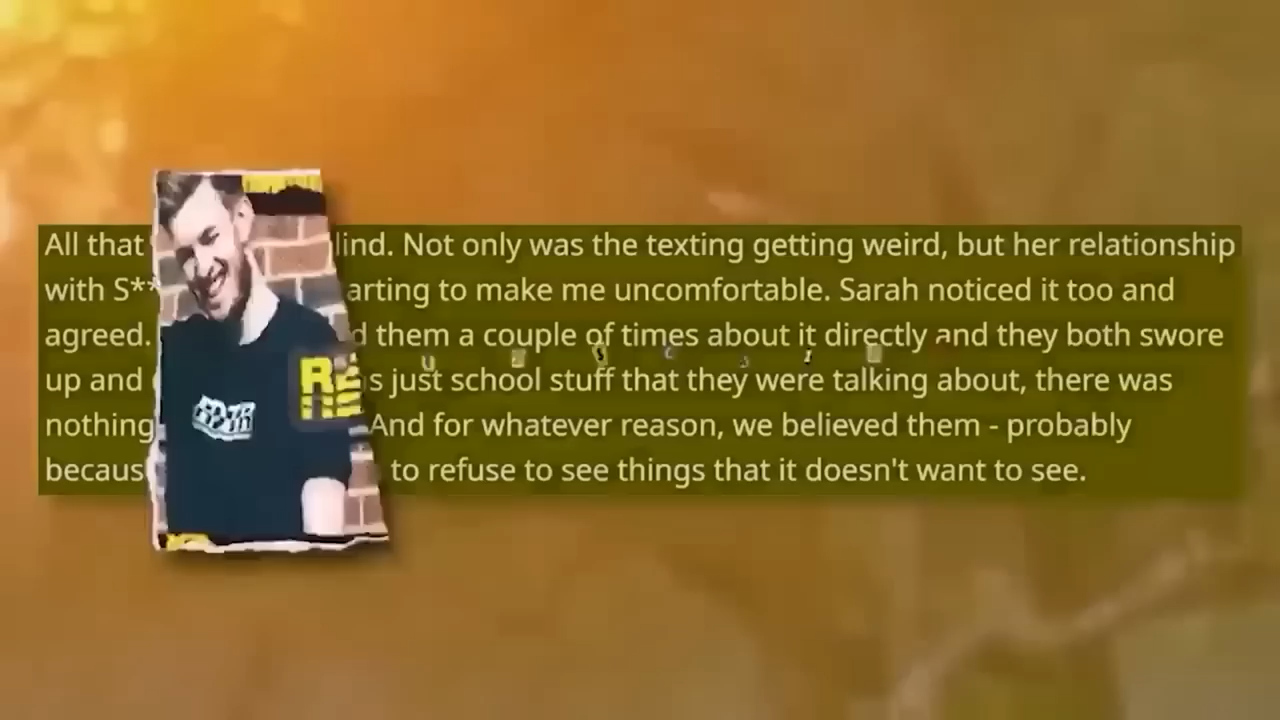 All that lind. Not only was the texting getting weird, but her relationship
with S** arting to make me uncomfortable. Sarah noticed it too and
agreed. d them a couple of times about it directly and they both swore
up and s just school stuff that they were talking about, there was
nothing And for whatever reason, we believed them - probably
becaus to refuse to see things that it doesn't want to see.